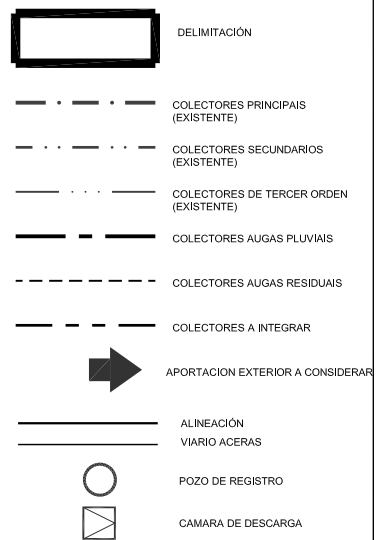 DELIMITACIÓN
COLECTORES PRINCIPAIS
(EXISTENTE)
COLECTORES SECUNDARIOS
(EXISTENTE)
COLECTORES DE TERCER ORDEN
(EXISTENTE)
COLECTORES AUGAS PLUVIAIS
COLECTORES AUGAS RESIDUAIS
COLECTORES A INTEGRAR
APORTACION EXTERIOR A CONSIDERAR
ALINEACIÓN
VIARIO ACERAS
POZO DE REGISTRO
CAMARA DE DESCARGA